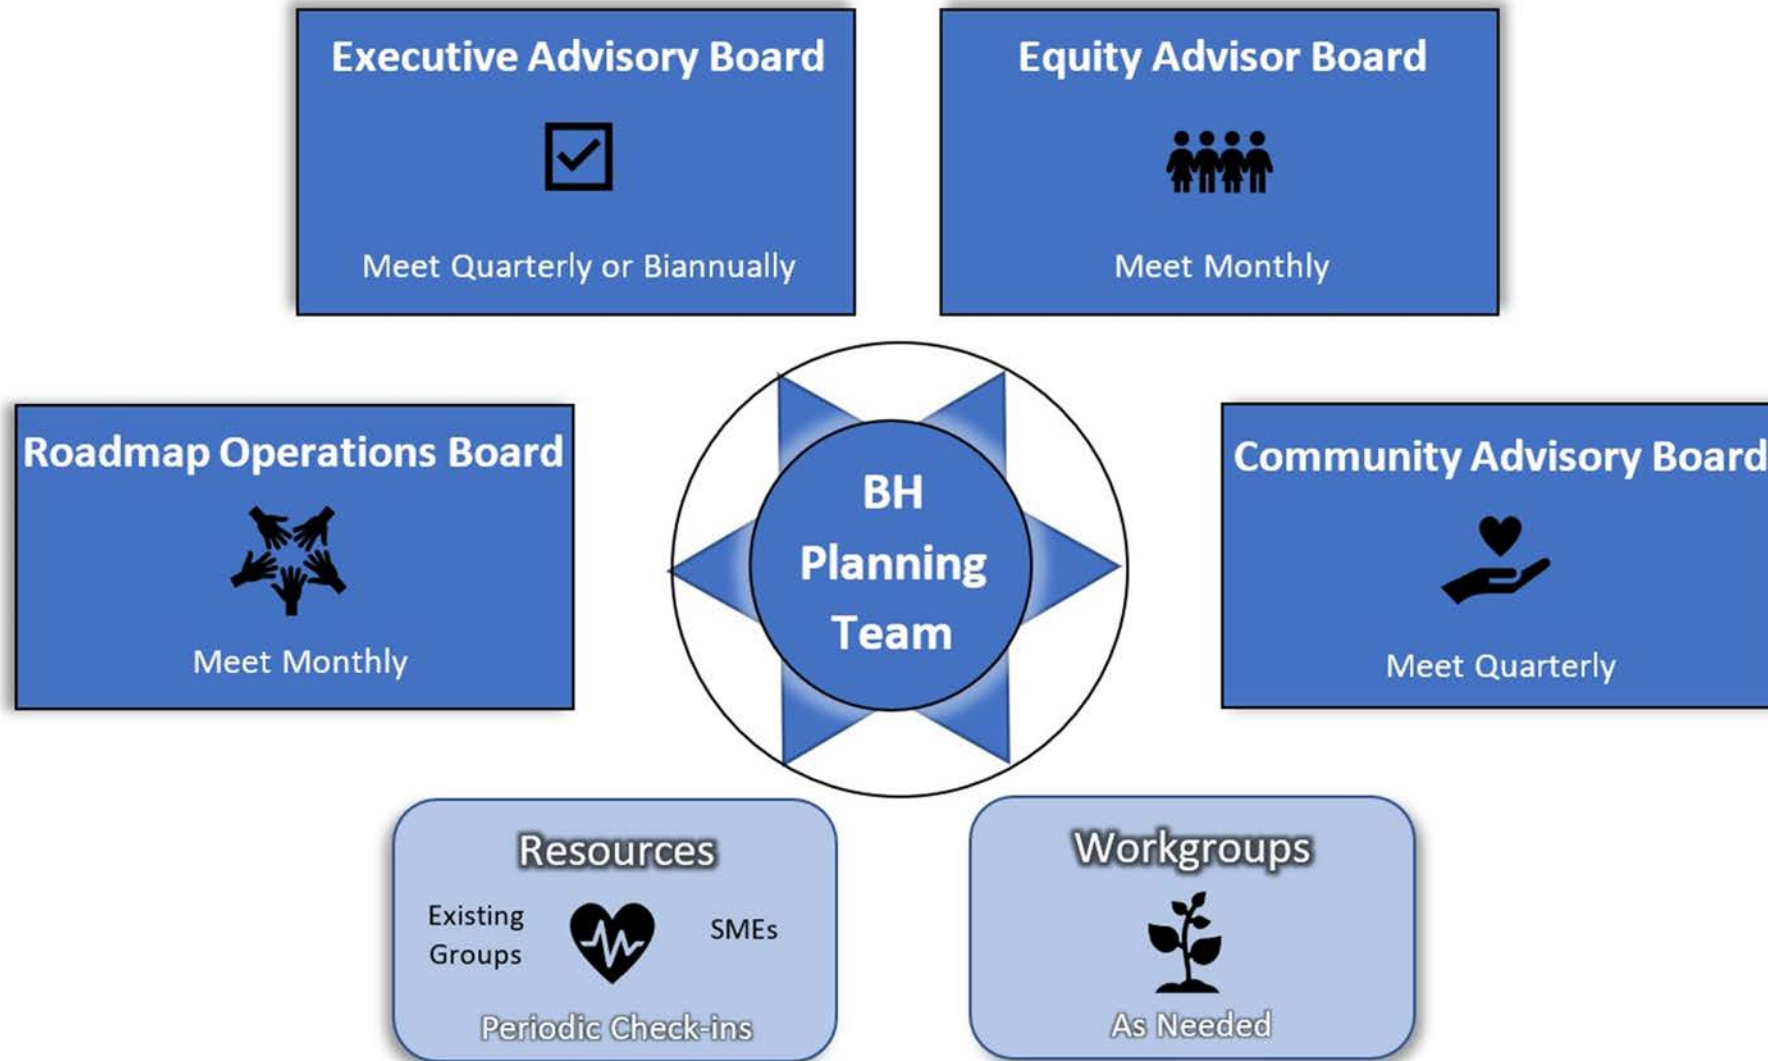 Executive Advisory Board
Meet Quarterly or Biannually
Equity Advisor Board
Meet Monthly
Roadmap Operations Board
Meet Monthly
BH
Planning
Team
Community Advisory Board
Meet Quarterly
Resources
Existing
Groups
SMEs
Periodic Check-ins
Workgroups
As Needed